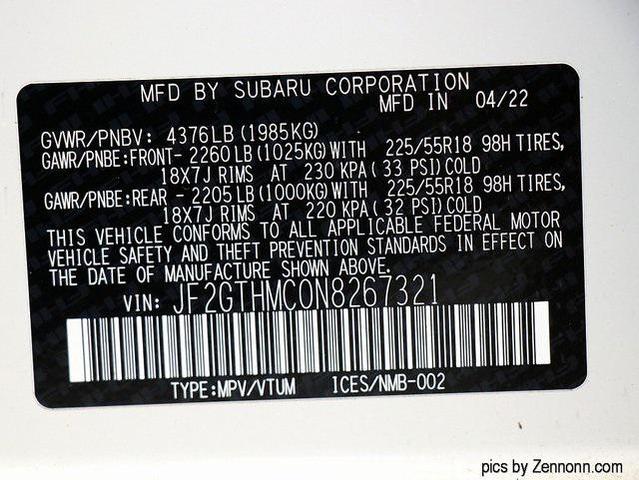 MFD BY SUBARU CORPORATION
MFD IN 04/22
GVWR/PNBV: 4376LB (1985KG)
GAWR/PNBE:FRONT- 2260LB (1025KG)WITH 225/55R18 98H TIRES,
18X7J RIMS AT 230 KPA( 33 PSI)COLD
GAWR/PNBE:REAR - 2205LB (1000KG)WITH 225/55R18 98H TIRES,
18X7J RIMS AT 220 KPA( 32 PSI)COLD
THIS VEHICLE CONFORMS TO ALL APPLICABLE FEDERAL MOTOR
VEHICLE SAFETY AND THEFT PREVENTION STANDARDS IN EFFECT ON
THE DATE OF MANUFACTURE SHOWN ABOVE.
VIN: JF2GTHMC0N8267321
TYPE:MPV/VTUM ICES/NMB-002
pics by Zennonn.com